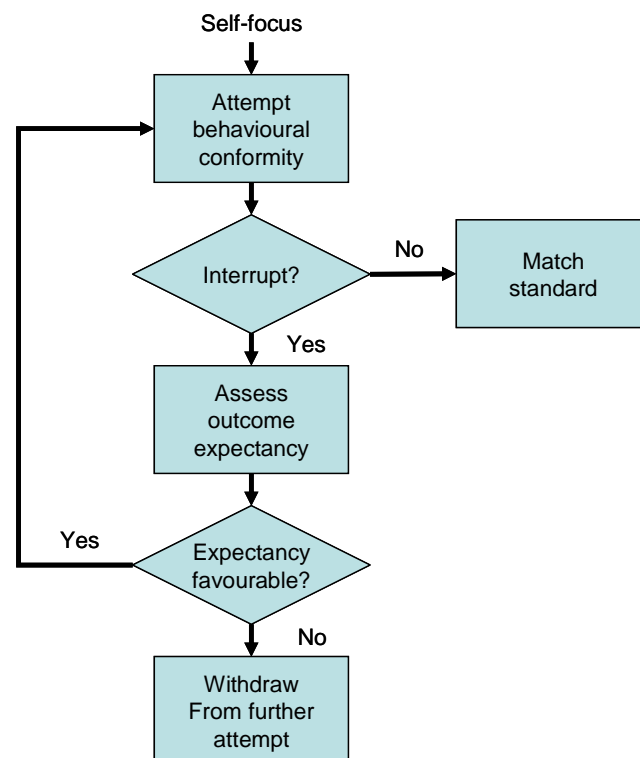 Self-focus
Attempt
behavioural
conformity
Interrupt?
No
Match
standard
Yes
Assess
outcome
expectancy
Yes
Expectancy
favourable?
No
Withdraw
From further
attempt